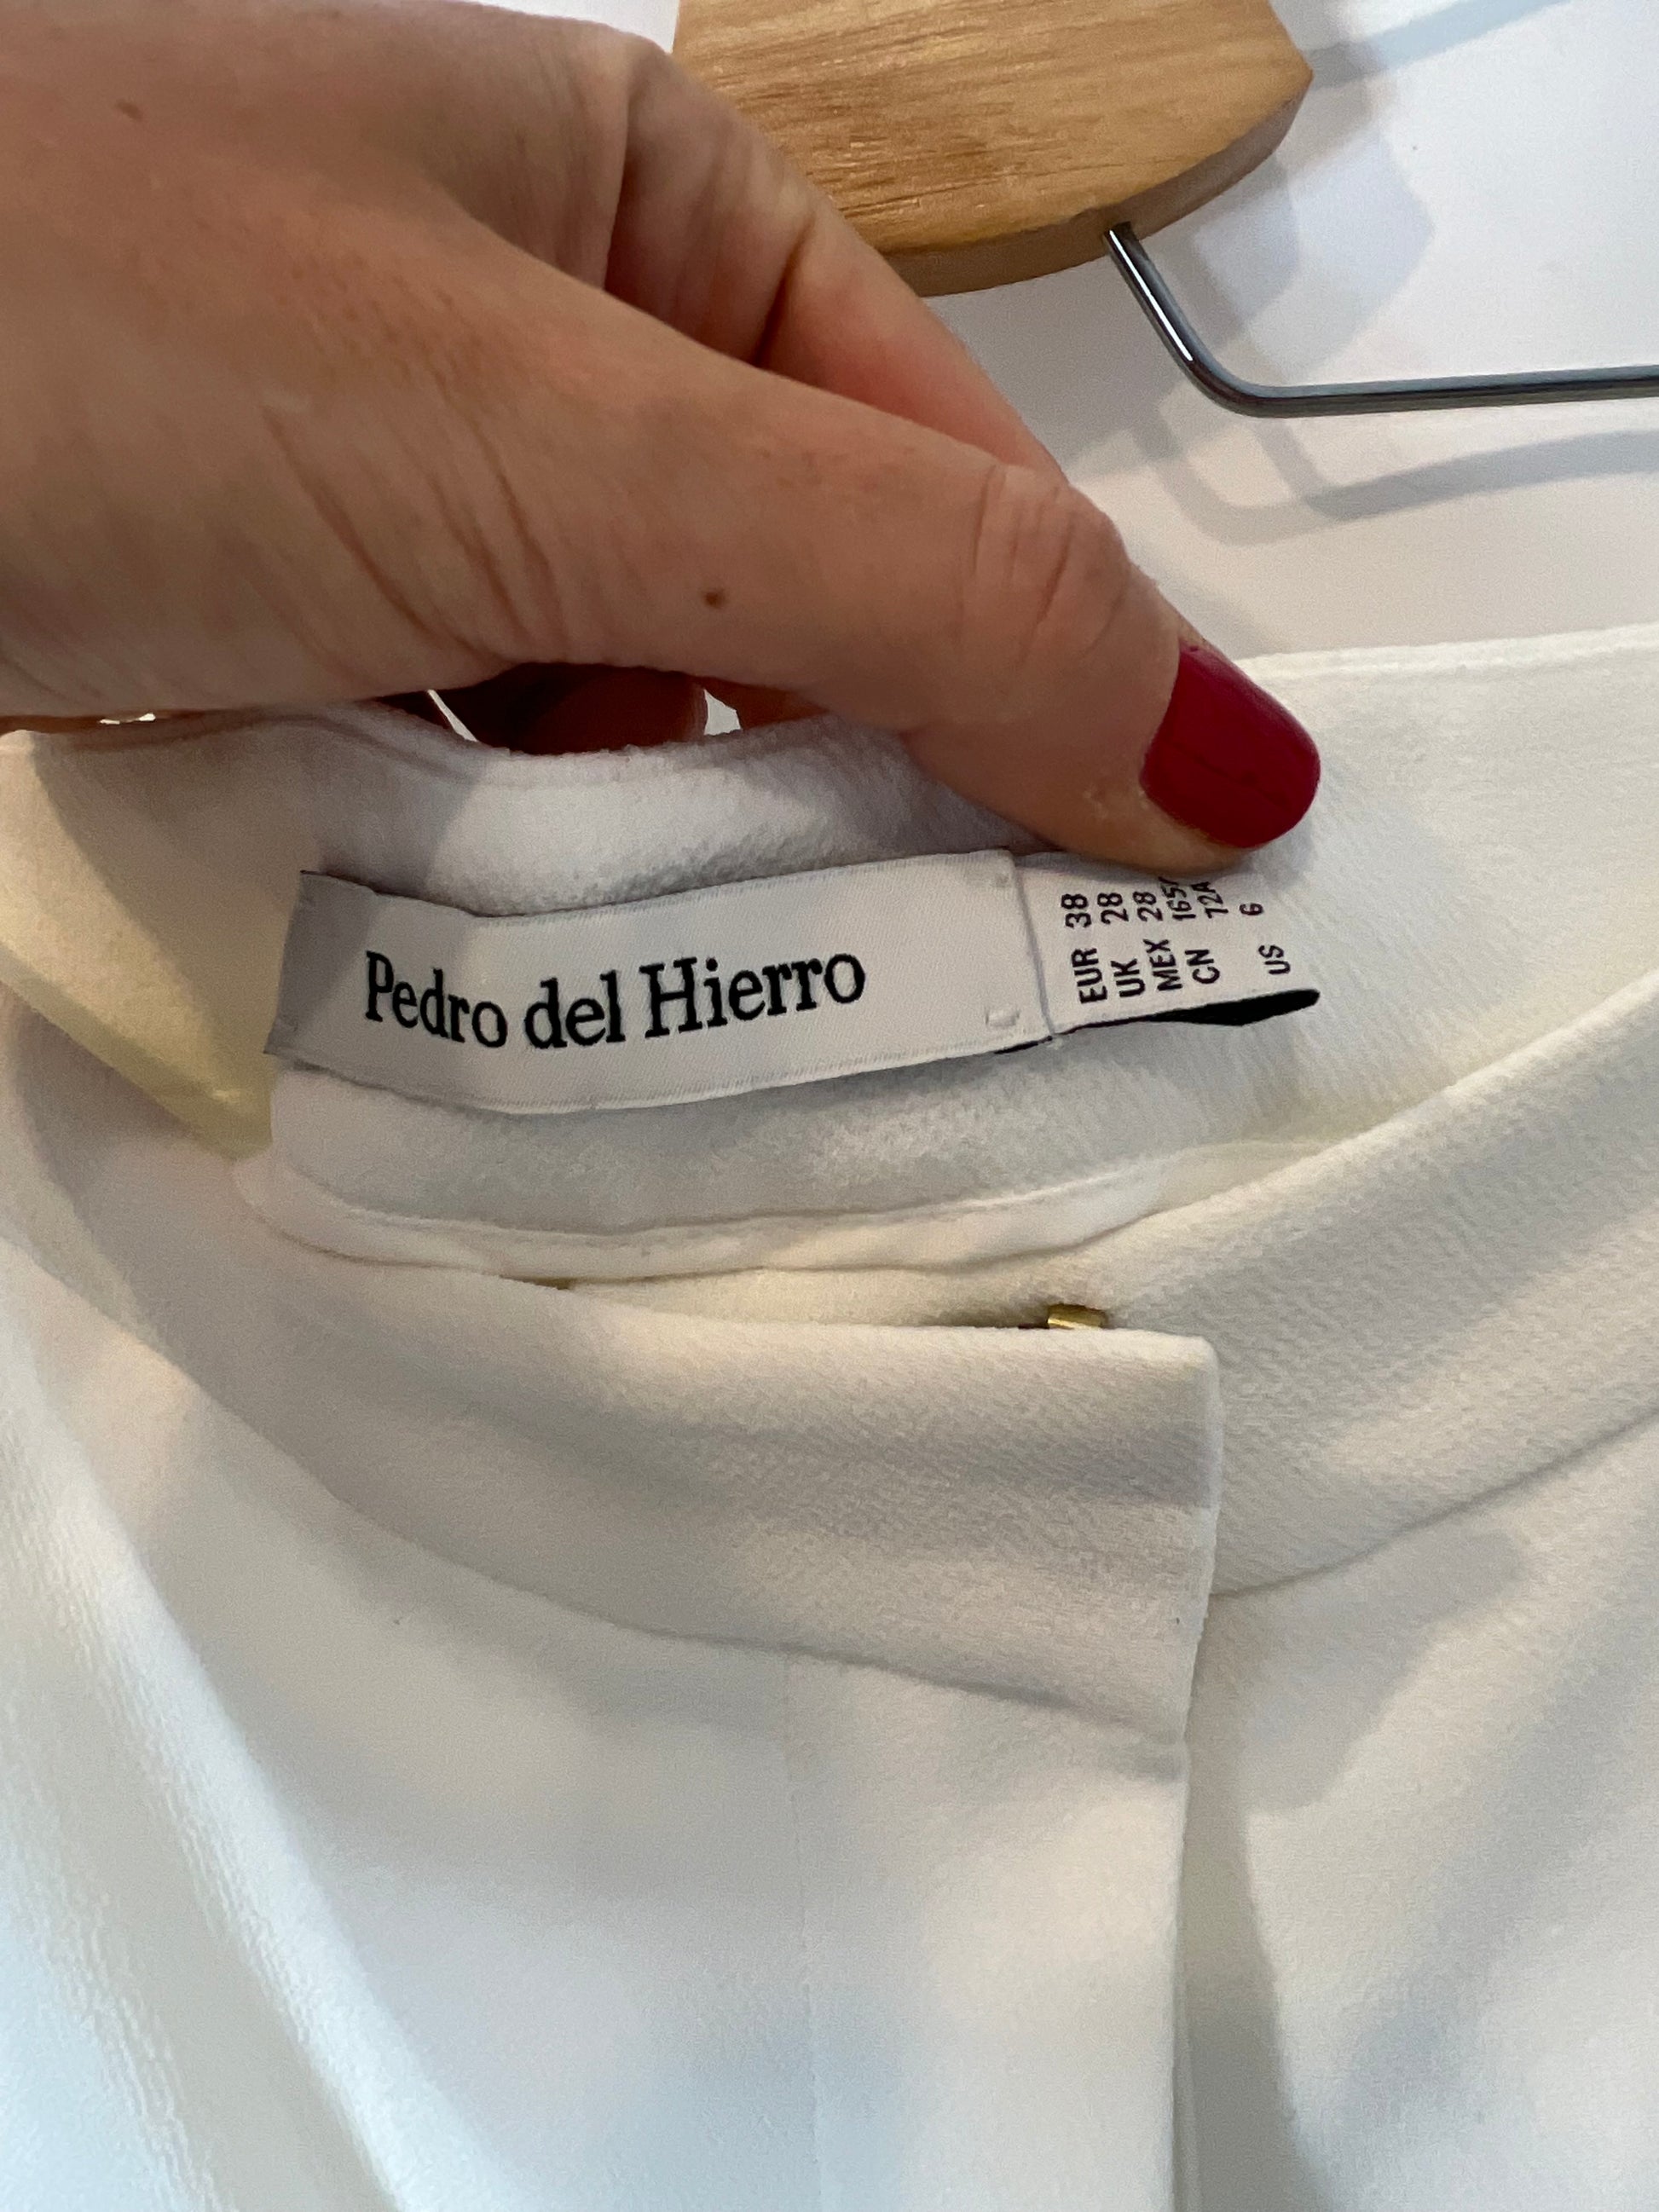 Pedro del Hierro
EUR 38
UK 28
MEX 28
CN 165/
72A
US 6